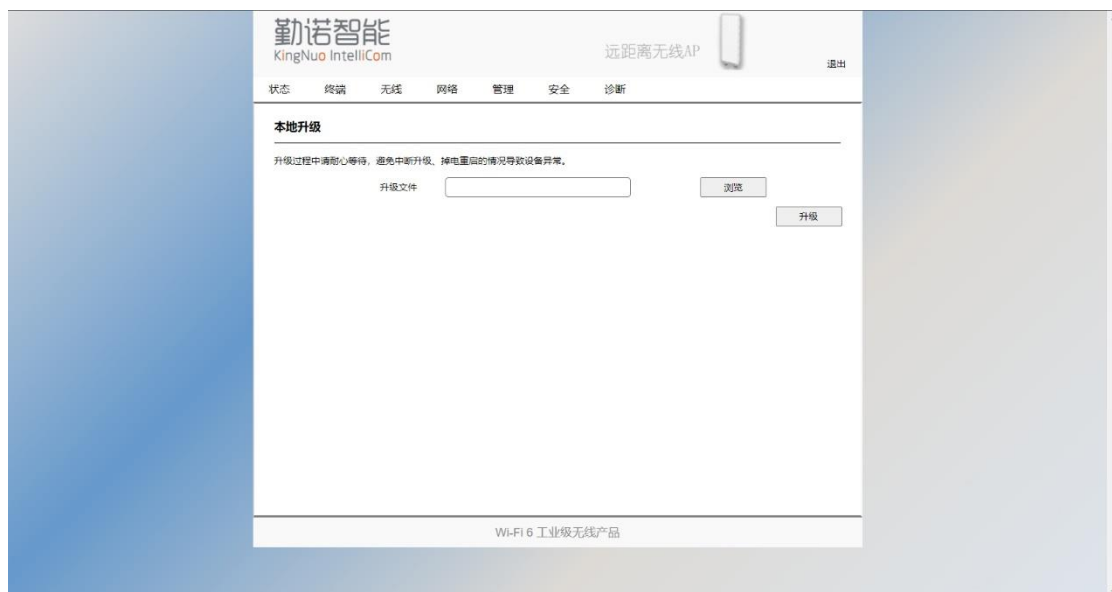 勤诺智能
KingNuo IntelliCom
远距离无线AP
退出
状态 终端 无线 网络 管理 安全 诊断
本地升级
升级过程中请耐心等待，避免中断升级、掉电重启的情况导致设备异常。
升级文件 浏览
升级
Wi-Fi 6 工业级无线产品